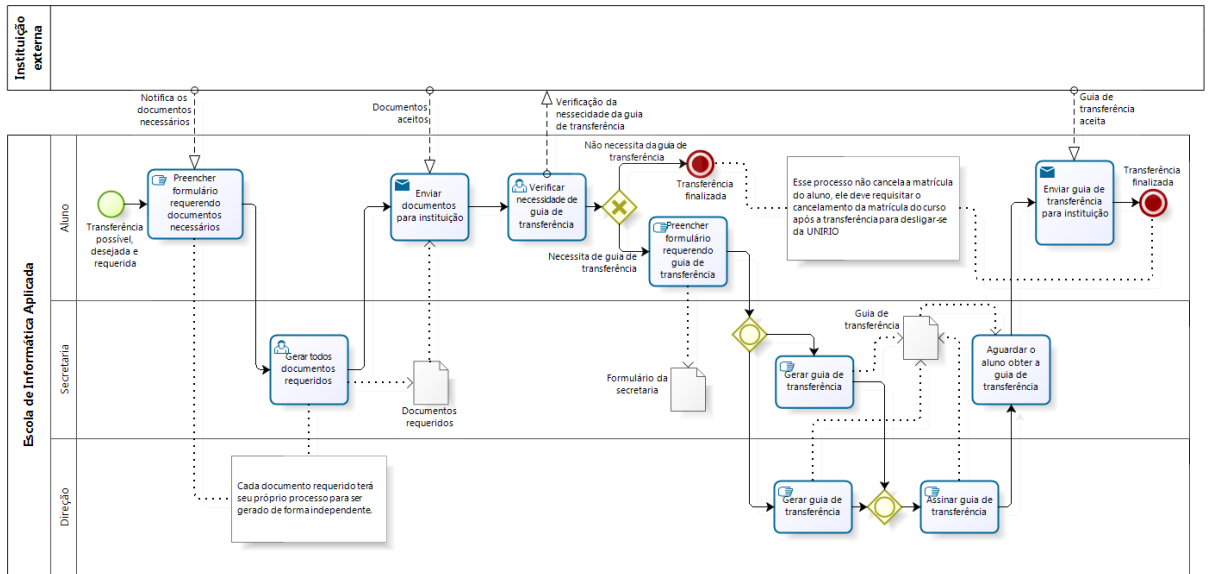 Instituição
externa
Notifica os
documentos
necessários
Documentos
aceitos
Verificação da
nessecidade da guia
de transferência
Guia de
transferência
aceita
Escola de Informática Aplicada
Aluno
Transferência
possível,
desejada e
requerida
Preencher
formulário
requerendo
documentos
necessários
Enviar
documentos
para instituição
Verificar
necessidade de
guia de
transferência
Não necessita da guia de
transferência
Transferência
finalizada
Necessita de guia de
transferência
Preencher
formulário
requerendo
guia de
transferência
Esse processo não cancela a matrícula
do aluno, ele deve requisitar o
cancelamento da matrícula do curso
após a transferência para desligar-se
da UNIRIO
Enviar guia de
transferência
para instituição
Transferência
finalizada
Secretaria
Gerar todos
documentos
requeridos
Documentos
requeridos
Formulário da
secretaria
Gerar guia de
transferência
Guia de
transferência
Aguardar o
aluno obter a
guia de
transferência
Direção
Cada documento requerido terá
seu próprio processo para ser
gerado de forma independente.
Gerar guia de
transferência
Assinar guia de
transferência